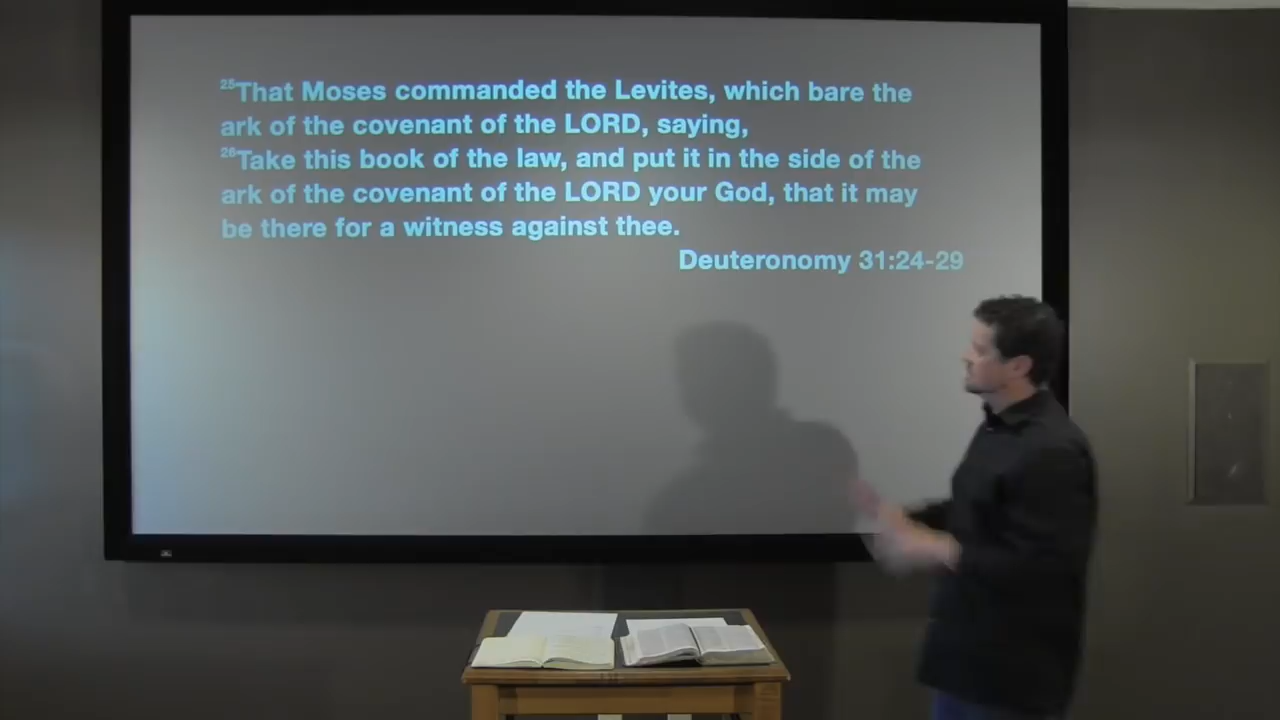 25That Moses commanded the Levites, which bare the
ark of the covenant of the LORD, saying,
26Take this book of the law, and put it in the side of the
ark of the covenant of the LORD your God, that it may
be there for a witness against thee.
Deuteronomy 31:24-29